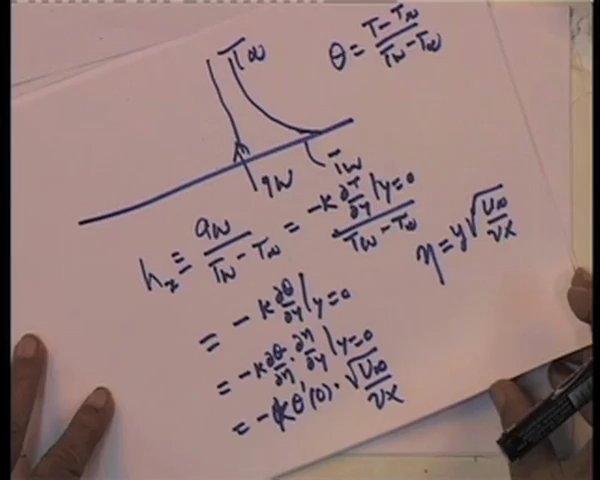 T∞
θ = (T − T∞)/(Tw − T∞)
Tw
qw
hx = qw/(Tw − T∞) = −k ∂T/∂y|y=0 / (Tw − T∞)
η = y√(U∞/νx)
= −k ∂θ/∂y|y=0
= −k ∂θ/∂η · ∂η/∂y|y=0
= −kθ'(0) · √(U∞/νx)